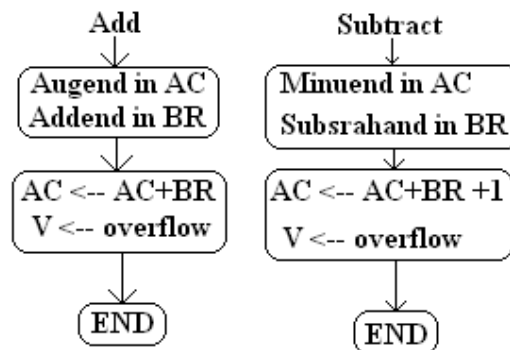 Add
Augend in AC
Addend in BR
AC <-- AC+BR
V <-- overflow
END
Subtract
Minuend in AC
Subsrahand in BR
AC <-- AC+BR +1
V <-- overflow
END